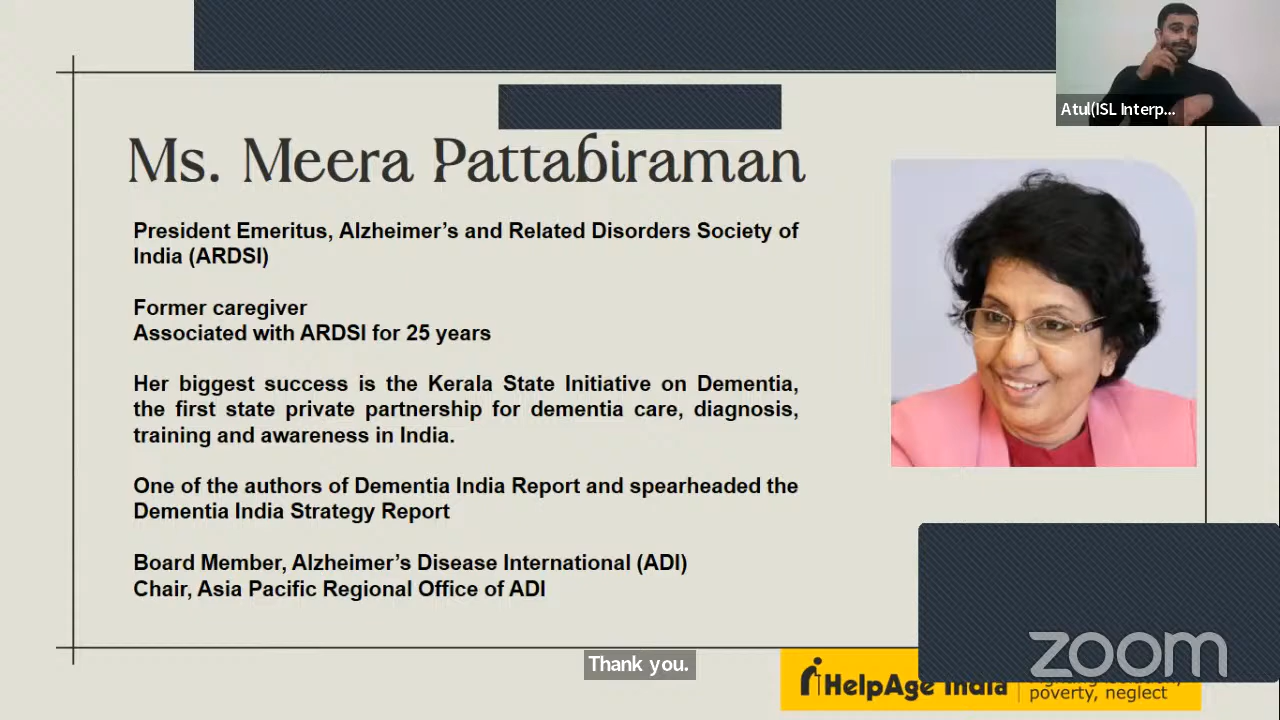 Atul(ISL Interp...
Ms. Meera Pattabiraman
President Emeritus, Alzheimer's and Related Disorders Society of
India (ARDSI)
Former caregiver
Associated with ARDSI for 25 years
Her biggest success is the Kerala State Initiative on Dementia,
the first state private partnership for dementia care, diagnosis,
training and awareness in India.
One of the authors of Dementia India Report and spearheaded the
Dementia India Strategy Report
Board Member, Alzheimer's Disease International (ADI)
Chair, Asia Pacific Regional Office of ADI
Thank you.
HelpAge India
poverty, neglect
zoom